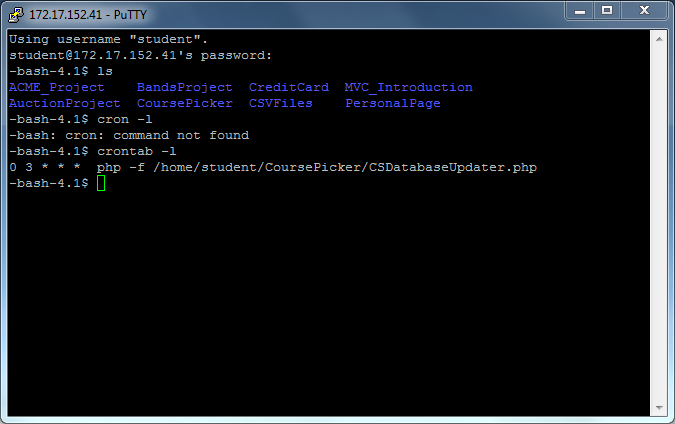 172.17.152.41 - PuTTY
Using username "student".
student@172.17.152.41's password:
-bash-4.1$ ls
ACME_Project    BandsProject  CreditCard  MVC_Introduction
AuctionProject  CoursePicker  CSVFiles    PersonalPage
-bash-4.1$ cron -l
-bash: cron: command not found
-bash-4.1$ crontab -l
0 3 * * *  php -f /home/student/CoursePicker/CSDatabaseUpdater.php
-bash-4.1$